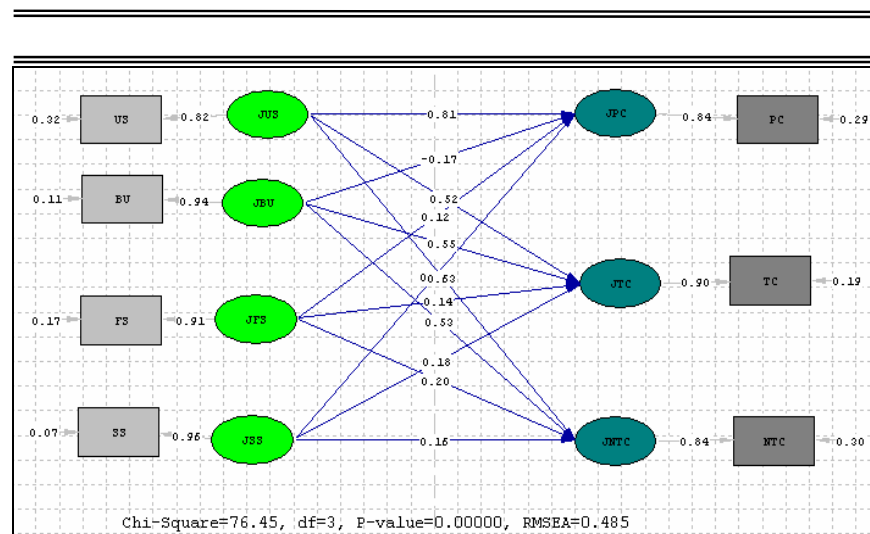 0.32 US 0.82 JUS 0.81 JPC 0.84 PC 0.29
-0.17
0.11 BU 0.94 JBU 0.52
0.12
0.55
JTC 0.90 TC 0.19
0.14
0.17 FS 0.91 JFS 0.53
0.18
0.20
0.07 SS 0.96 JSS 0.16 JNTC 0.84 NTC 0.30
Chi-Square=76.45, df=3, P-value=0.00000, RMSEA=0.485